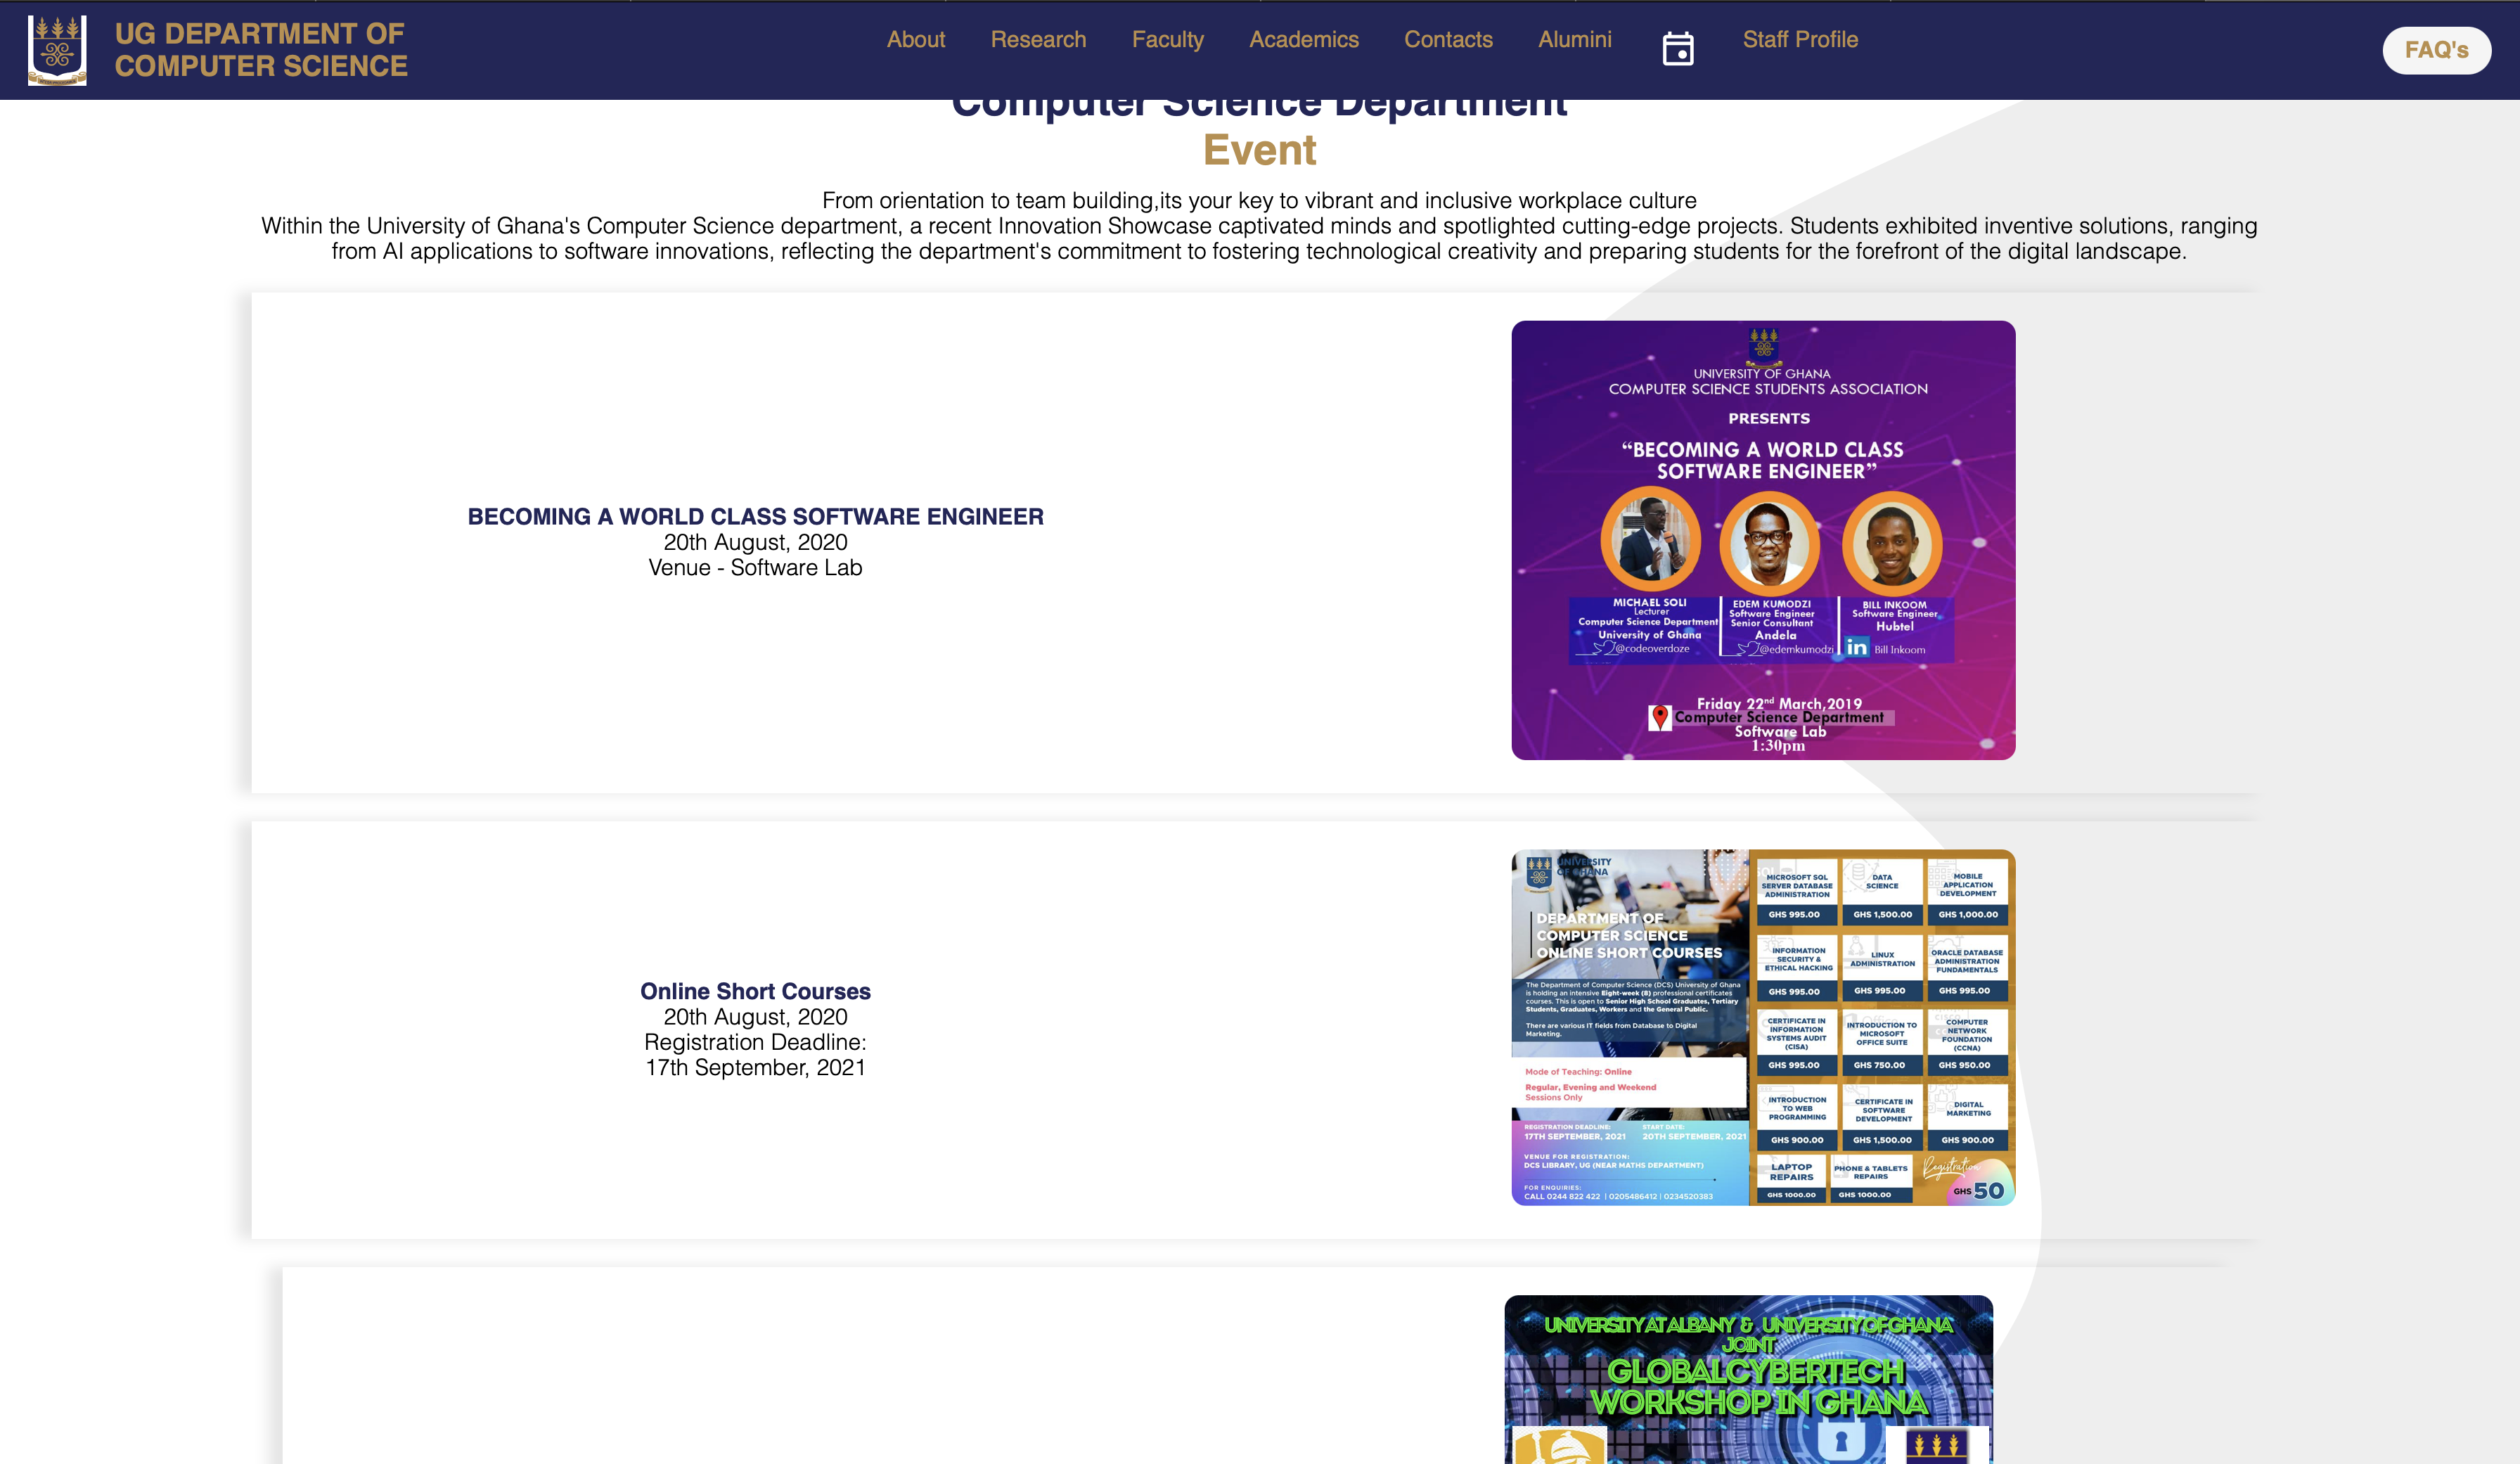 UG DEPARTMENT OF
COMPUTER SCIENCE
About Research Faculty Academics Contacts Alumini Staff Profile
FAQ's
Computer Science Department
Event
From orientation to team building,its your key to vibrant and inclusive workplace culture
Within the University of Ghana's Computer Science department, a recent Innovation Showcase captivated minds and spotlighted cutting-edge projects. Students exhibited inventive solutions, ranging
from AI applications to software innovations, reflecting the department's commitment to fostering technological creativity and preparing students for the forefront of the digital landscape.
BECOMING A WORLD CLASS SOFTWARE ENGINEER
20th August, 2020
Venue - Software Lab
UNIVERSITY OF GHANA
COMPUTER SCIENCE STUDENTS ASSOCIATION
PRESENTS
“BECOMING A WORLD CLASS
SOFTWARE ENGINEER”
MICHAEL SOLI
Lecturer
Computer Science Department
University of Ghana
@codeoverdoze
EDEM KUMODZI
Software Engineer
Senior Consultant
Andela
@edemkumodzi
BILL INKOOM
Software Engineer
Hubtel
in Bill Inkoom
Friday 22nd March,2019
Computer Science Department
Software Lab
1:30pm
Online Short Courses
20th August, 2020
Registration Deadline:
17th September, 2021
UNIVERSITY
OF GHANA
DEPARTMENT OF
COMPUTER SCIENCE
ONLINE SHORT COURSES
The Department of Computer Science (DCS) University of Ghana
is holding an intensive Eight-week (8) professional certificates
courses. This is open to Senior High School Graduates, Tertiary
Students, Graduates, Workers and the General Public.
There are various IT fields from Database to Digital
Marketing.
Mode of Teaching: Online
Regular, Evening and Weekend
Sessions Only
REGISTRATION DEADLINE:
17TH SEPTEMBER, 2021
START DATE:
20TH SEPTEMBER, 2021
VENUE FOR REGISTRATION:
DCS LIBRARY, UG (NEAR MATHS DEPARTMENT)
FOR ENQUIRIES:
CALL 0244 822 422 | 0205486412 | 0234520383
MICROSOFT SQL
SERVER DATABASE
ADMINISTRATION
GHS 995.00
DATA
SCIENCE
GHS 1,500.00
MOBILE
APPLICATION
DEVELOPMENT
GHS 1,000.00
INFORMATION
SECURITY &
ETHICAL HACKING
GHS 995.00
LINUX
ADMINISTRATION
GHS 995.00
ORACLE DATABASE
ADMINISTRATION
FUNDAMENTALS
GHS 995.00
CERTIFICATE IN
INFORMATION
SYSTEMS AUDIT
(CISA)
GHS 995.00
INTRODUCTION TO
MICROSOFT
OFFICE SUITE
GHS 750.00
COMPUTER
NETWORK
FOUNDATION
(CCNA)
GHS 950.00
INTRODUCTION
TO WEB
PROGRAMMING
GHS 900.00
CERTIFICATE IN
SOFTWARE
DEVELOPMENT
GHS 1,500.00
DIGITAL
MARKETING
GHS 900.00
LAPTOP
REPAIRS
GHS 1000.00
PHONE & TABLETS
REPAIRS
GHS 1000.00
Registration
GHS 50
UNIVERSITY AT ALBANY & UNIVERSITY OF GHANA
JOINT
GLOBALCYBERTECH
WORKSHOP IN GHANA